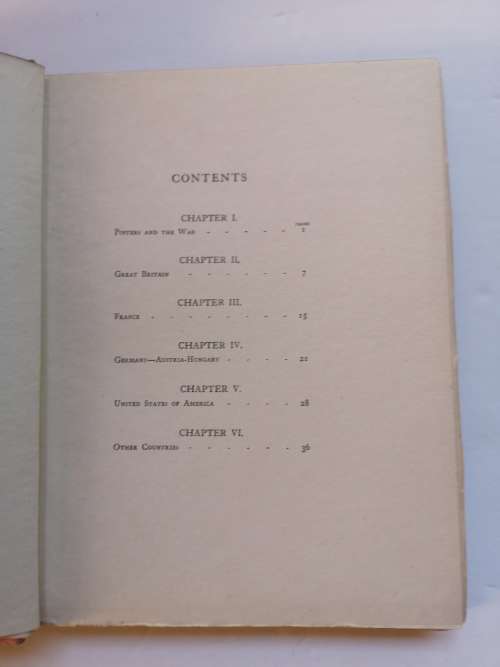 CONTENTS
CHAPTER I.
PAGE
Posters and the War - - - - - 1
CHAPTER II.
Great Britain - - - - - - 7
CHAPTER III.
France - - - - - - - - 15
CHAPTER IV.
Germany—Austria-Hungary - - - - 21
CHAPTER V.
United States of America - - - - 28
CHAPTER VI.
Other Countries - - - - - - 36